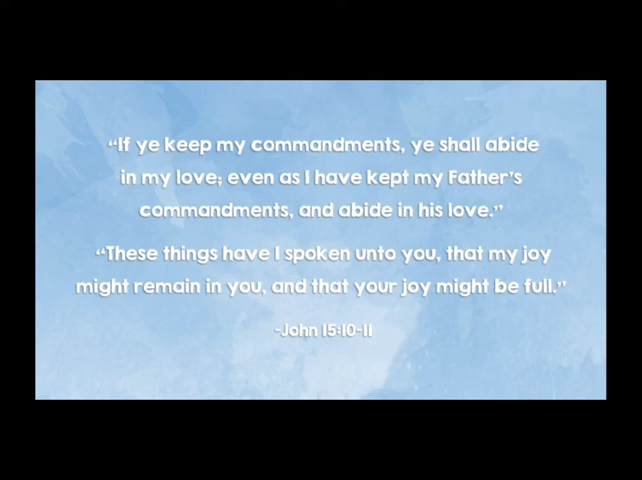 “If ye keep my commandments, ye shall abide
in my love; even as I have kept my Father’s
commandments, and abide in his love.”
“These things have I spoken unto you, that my joy
might remain in you, and that your joy might be full.”
-John 15:10-11